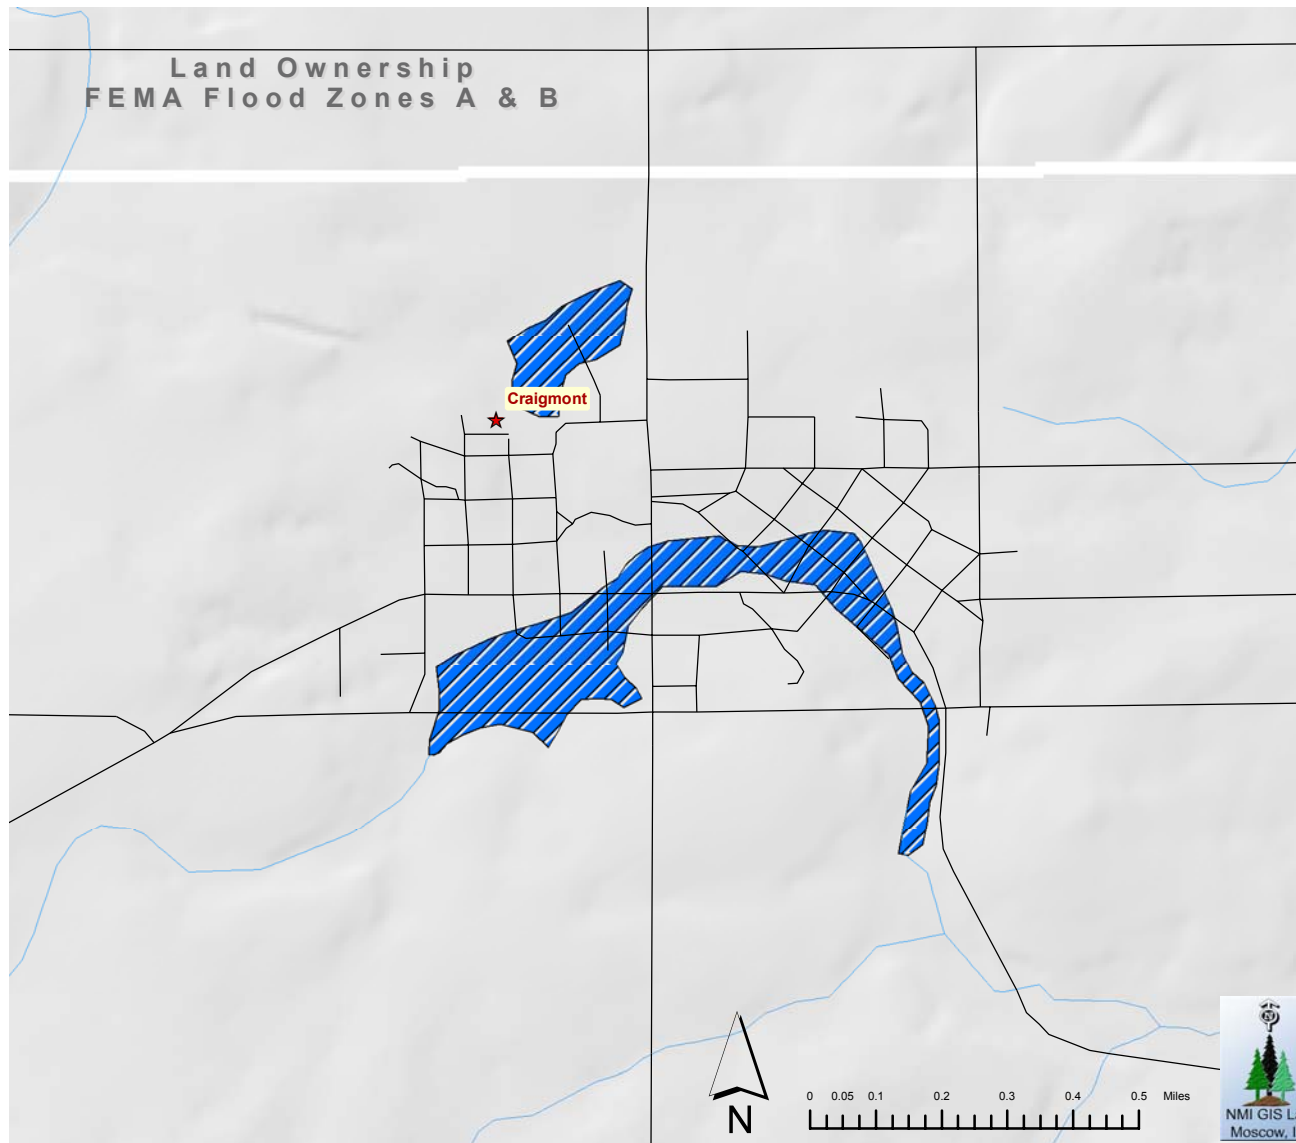 Land Ownership
FEMA Flood Zones A & B
Craigmont
N
0 0.05 0.1 0.2 0.3 0.4 0.5 Miles
N
NMI GIS
Moscow,